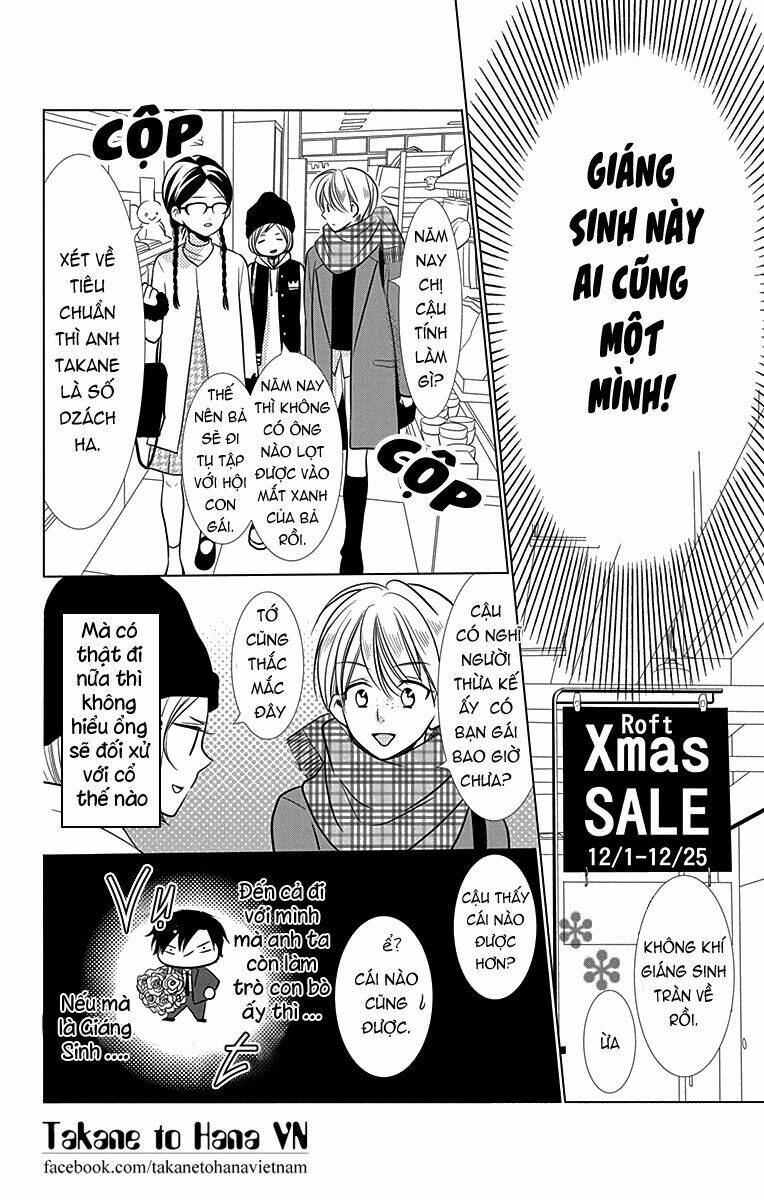 GIÁNG
SINH NÀY
AI CŨNG
MỘT
MÌNH!
Roft
Xmas
SALE
12/1-12/25
KHÔNG KHÍ
GIÁNG SINH
TRÀN VỀ
RỒI.
ỪA
CỘP
CỘP
NĂM
NAY
CHỊ
CẬU
TÍNH
LÀM
GÌ?
NĂM NAY
THÌ KHÔNG
CÓ ÔNG
NÀO LỌT
ĐƯỢC VÀO
MẮT XANH
CỦA BẢ
RỒI.
THẾ
NÊN BẢ
SẼ ĐI
TỤ TẬP
VỚI HỘI
CON
GÁI.
XÉT VỀ
TIÊU
CHUẨN
THÌ ANH
TAKANE
LÀ SỐ
DZÁCH
HA.
CẬU
CÓ NGHĨ
NGƯỜI
THỪA KẾ
ẤY CÓ
BẠN GÁI
BAO GIỜ
CHƯA?
TỚ
CŨNG
THẮC
MẮC
ĐÂY
Mà có
thật đi
nữa thì
không
hiểu ổng
sẽ đối xử
với cổ
thế nào
CẬU THẤY
CÁI NÀO
ĐƯỢC
HƠN?
Ể?
CÁI NÀO
CŨNG
ĐƯỢC.
Đến cả đi
với mình
mà anh ta
còn làm
trò con bò
ấy thì ...
Vụt
Nếu mà
là Giáng
Sinh ....
Takane to Hana VN
facebook.com/takanetohanavietnam